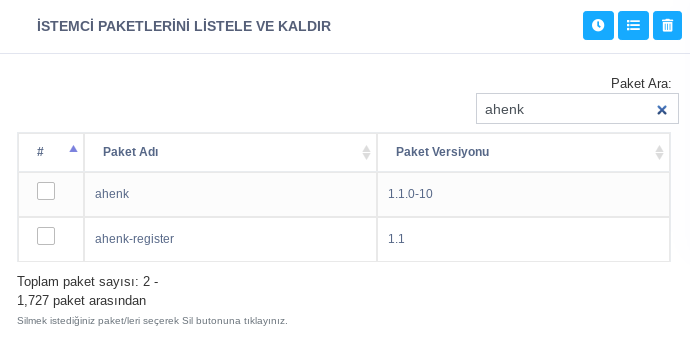 İSTEMCİ PAKETLERİNİ LİSTELE VE KALDIR
Paket Ara:
ahenk
# Paket Adı Paket Versiyonu
ahenk 1.1.0-10
ahenk-register 1.1
Toplam paket sayısı: 2 -
1,727 paket arasından
Silmek istediğiniz paket/leri seçerek Sil butonuna tıklayınız.